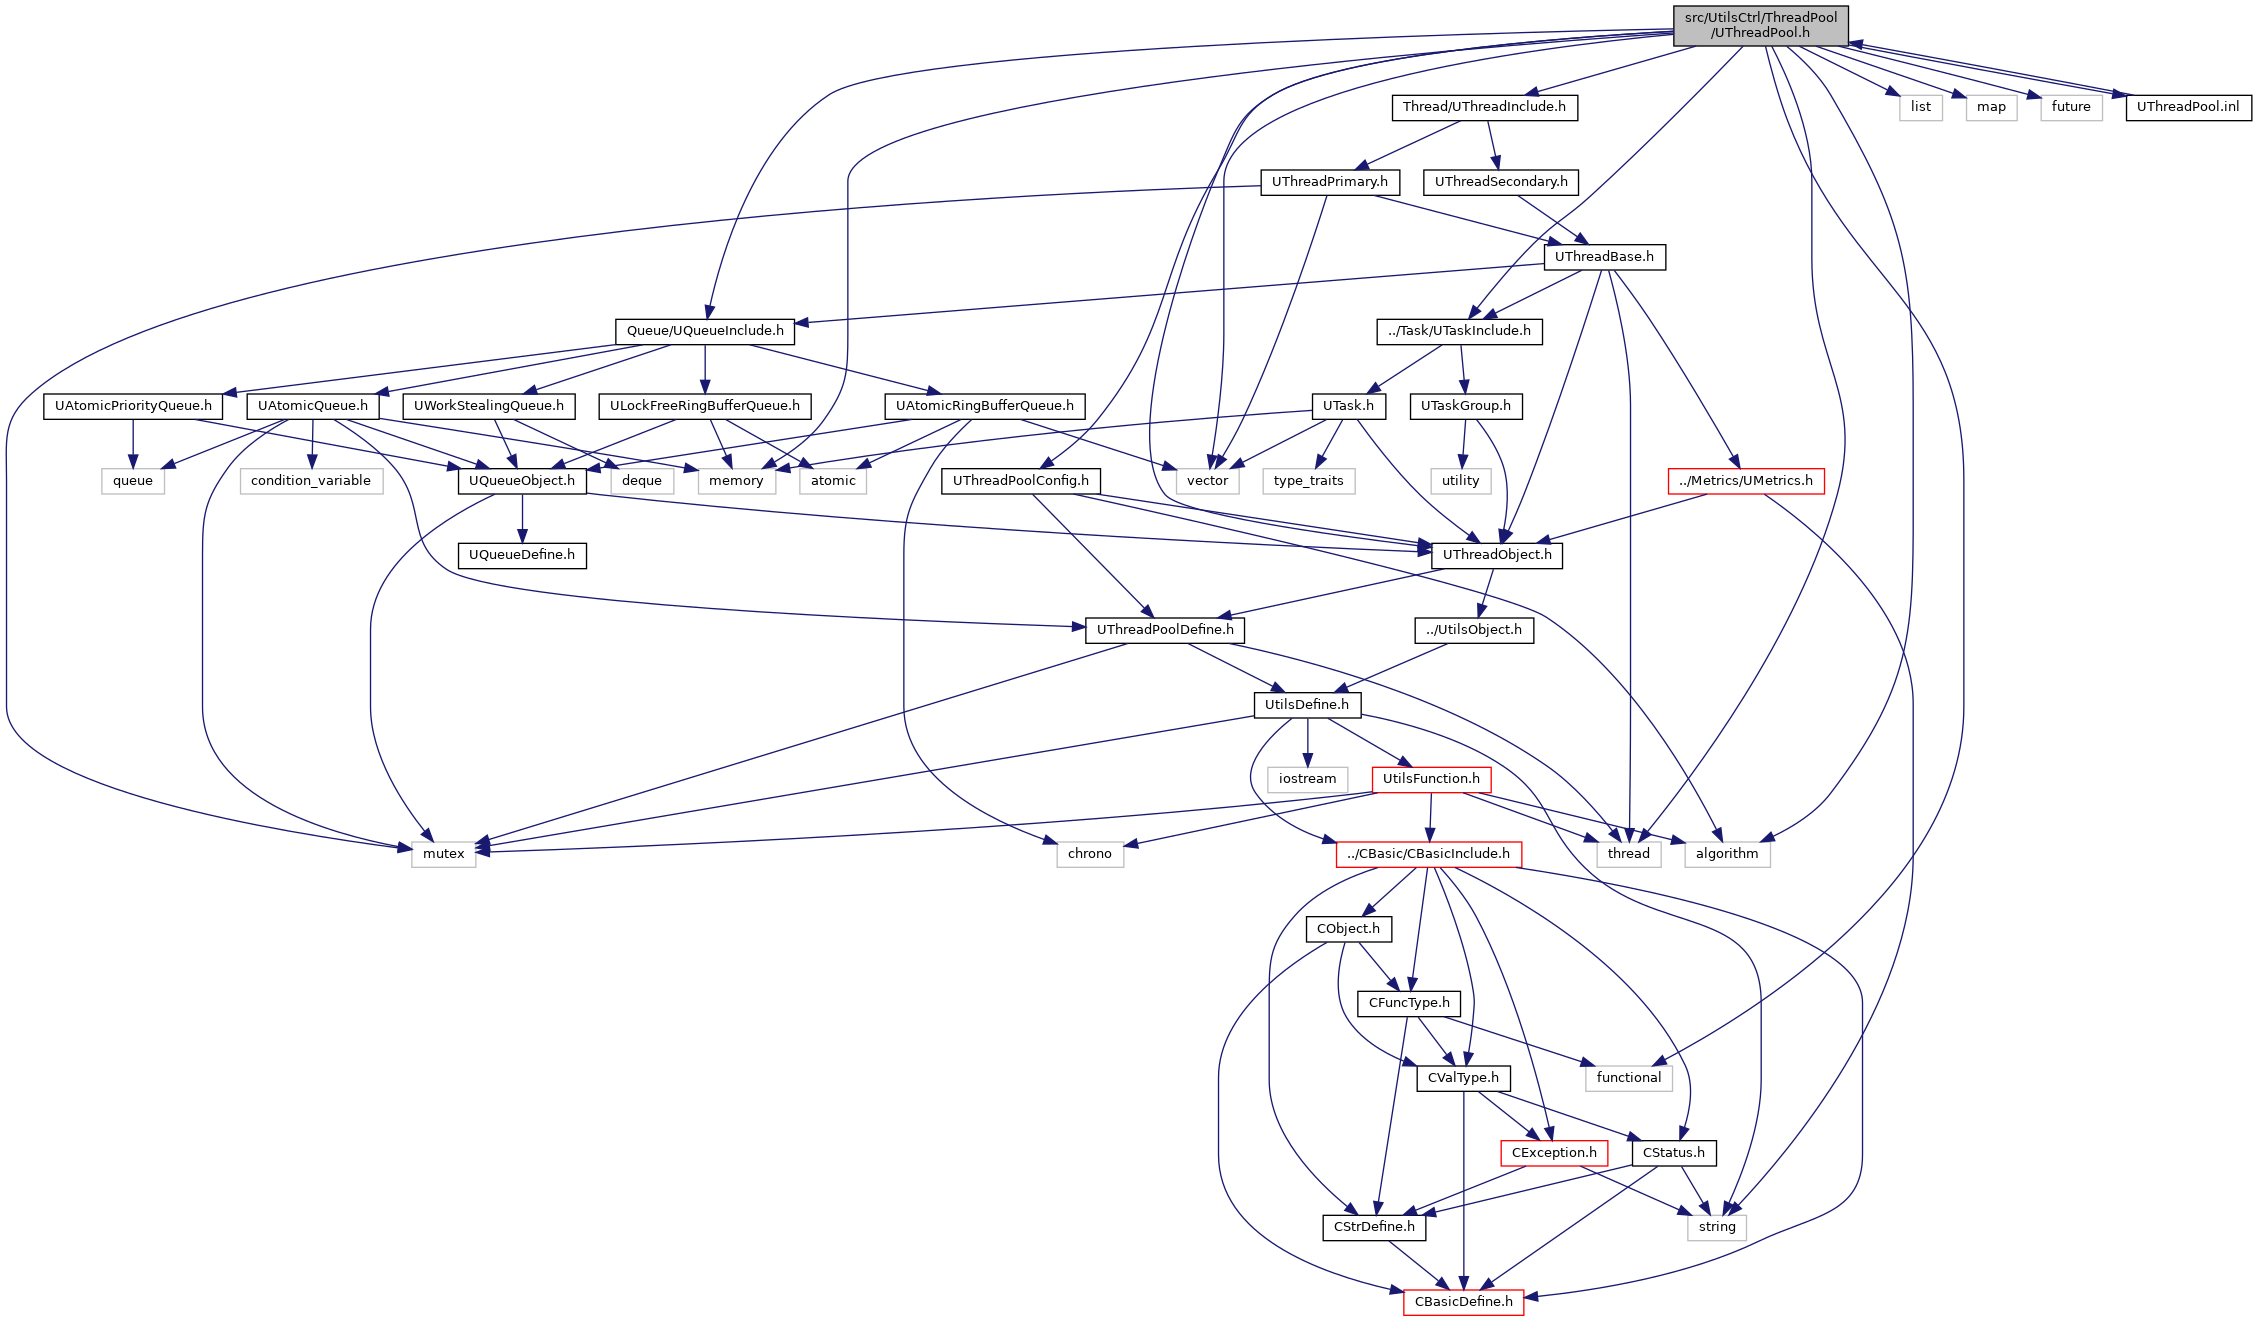 src/UtilsCtrl/ThreadPool
/UThreadPool.h
Thread/UThreadInclude.h
list
map
future
UThreadPool.inl
UThreadPrimary.h
UThreadSecondary.h
UThreadBase.h
Queue/UQueueInclude.h
../Task/UTaskInclude.h
UAtomicPriorityQueue.h
UAtomicQueue.h
UWorkStealingQueue.h
ULockFreeRingBufferQueue.h
UAtomicRingBufferQueue.h
UTask.h
UTaskGroup.h
queue
condition_variable
UQueueObject.h
deque
memory
atomic
UThreadPoolConfig.h
vector
type_traits
utility
../Metrics/UMetrics.h
UQueueDefine.h
UThreadObject.h
UThreadPoolDefine.h
../UtilsObject.h
UtilsDefine.h
iostream
UtilsFunction.h
mutex
chrono
../CBasic/CBasicInclude.h
thread
algorithm
CObject.h
CFuncType.h
CValType.h
functional
CException.h
CStatus.h
CStrDefine.h
string
CBasicDefine.h